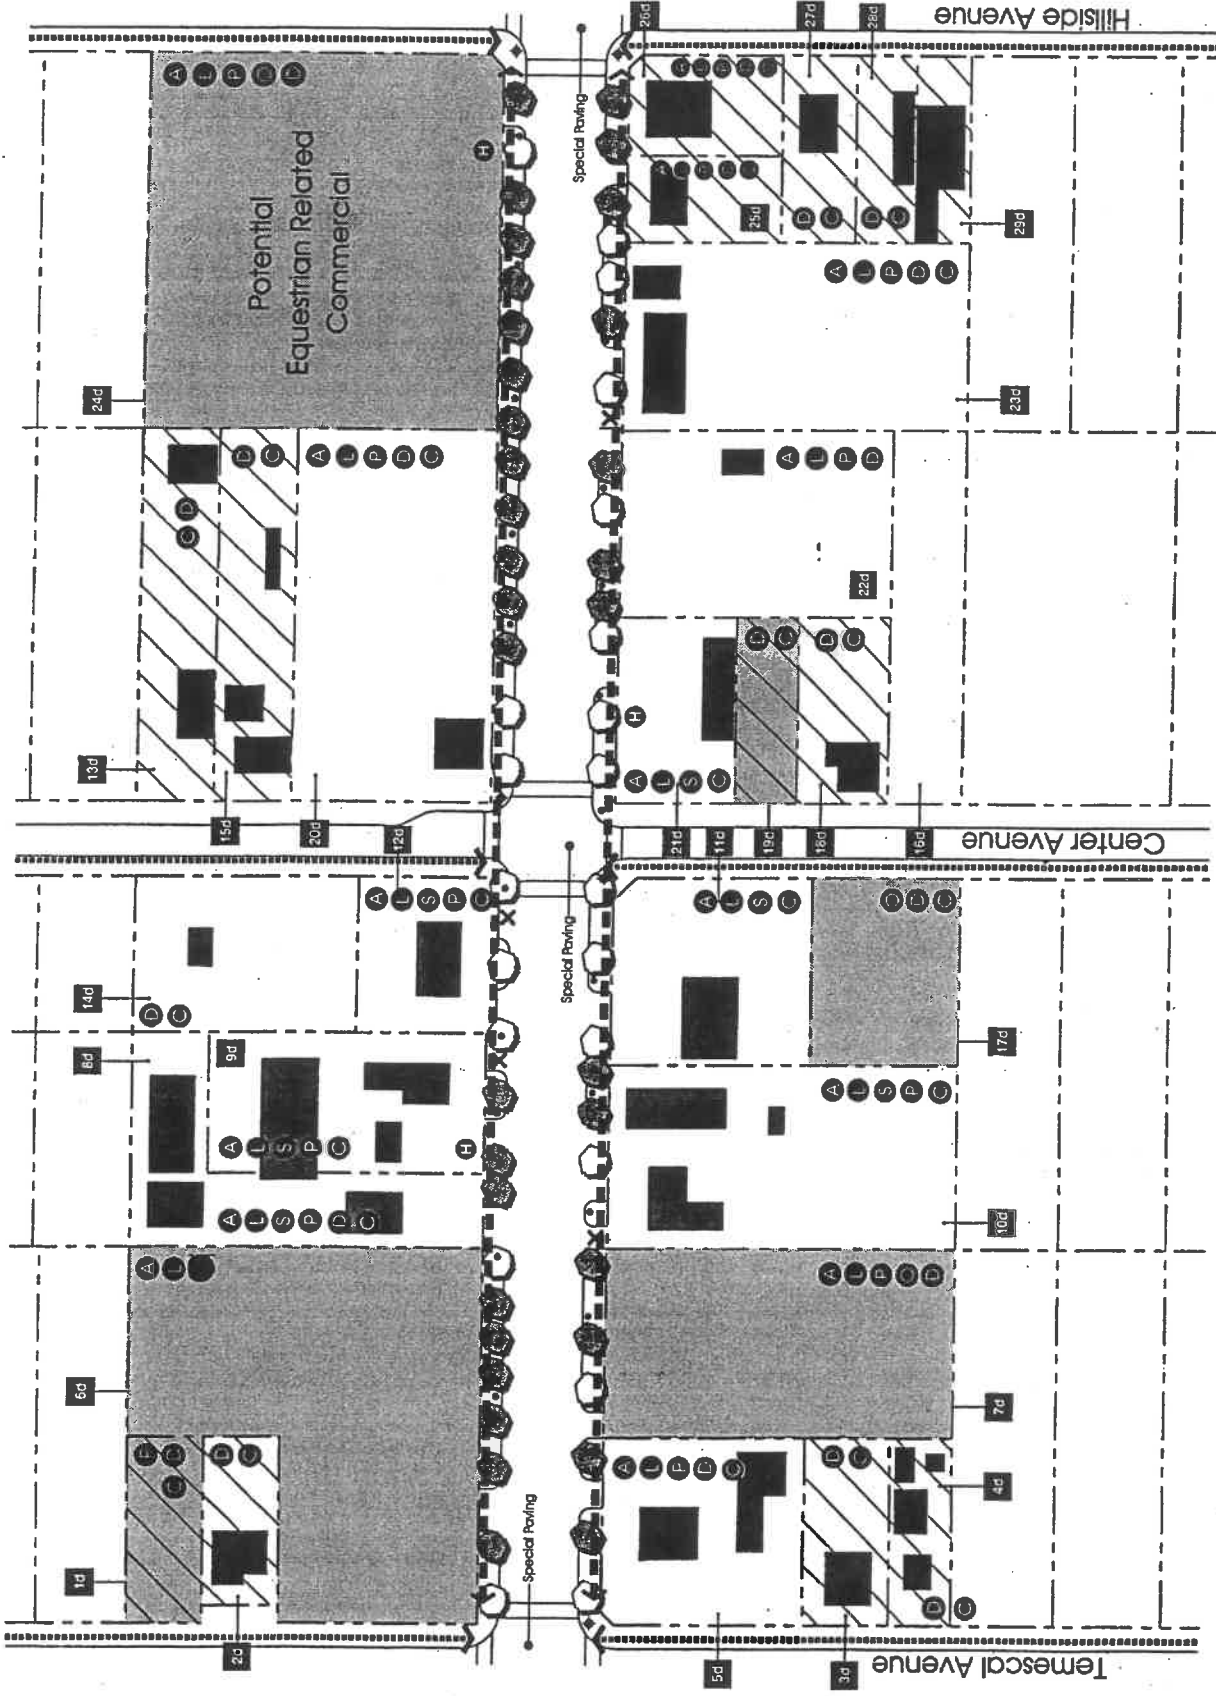 Hillside Avenue
26d
27d
28d
Special Paving
A
L
P
D
H
Potential
Equestrian Related
Commercial
24d
25d
D
C
D
C
29d
A
L
P
D
C
23d
D
C
D
C
A
L
P
D
C
A
L
P
D
22d
13d
15d
20d
12d
H
A
L
S
C
D
D
C
21d
11d
19d
18d
16d
Center Avenue
A
L
S
P
C
Special Paving
A
L
S
C
D
C
14d
D
C
8d
9d
17d
A
L
S
P
C
H
A
L
S
P
C
A
L
S
P
D
C
10d
A
L
6d
A
L
P
D
7d
D
D
C
A
L
P
D
C
D
C
4d
1d
2d
Special Paving
5d
3d
D
C
Temescal Avenue